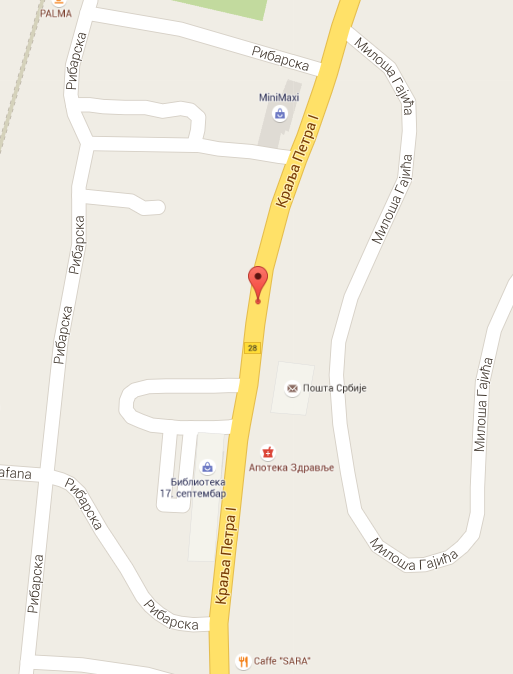 PALMA
Рибарска
Рибарска
Милоша Гајића
MiniMaxi
Краља Петра I
Милоша Гајића
Рибарска
Рибарска
28
Пошта Србије
Милоша Гајића
Апотека Здравље
afana
Библиотека
17. септембар
Рибарска
Краља Петра I
Милоша Гајића
Рибарска
Рибарска
Caffe "SARA"